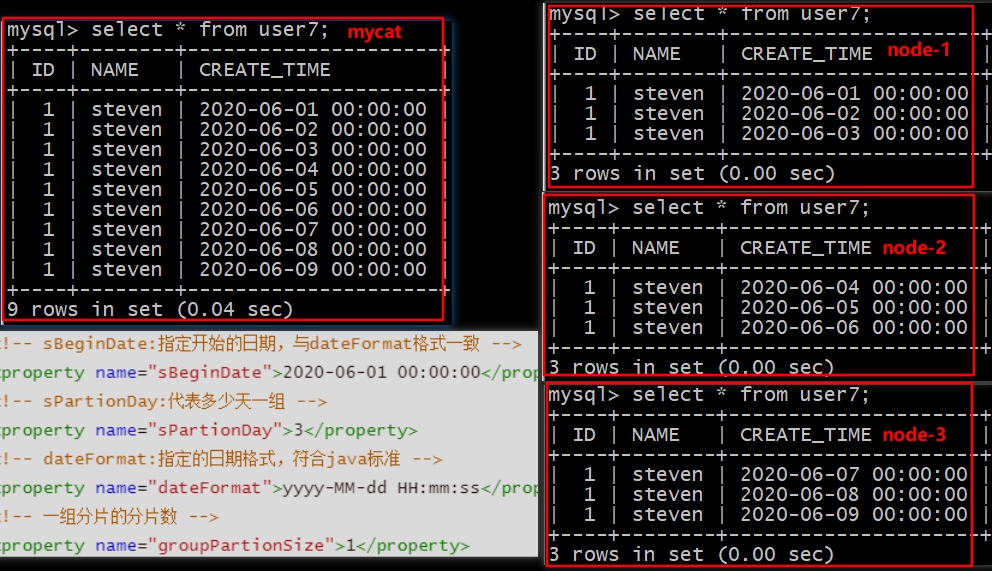 mysql> select * from user7; mycat
+----+--------+---------------------+
| ID | NAME | CREATE_TIME
+----+--------+---------------------+
| 1 | steven | 2020-06-01 00:00:00
| 1 | steven | 2020-06-02 00:00:00
| 1 | steven | 2020-06-03 00:00:00
| 1 | steven | 2020-06-04 00:00:00
| 1 | steven | 2020-06-05 00:00:00
| 1 | steven | 2020-06-06 00:00:00
| 1 | steven | 2020-06-07 00:00:00
| 1 | steven | 2020-06-08 00:00:00
| 1 | steven | 2020-06-09 00:00:00
+----+--------+---------------------+
9 rows in set (0.04 sec)
!-- sBeginDate:指定开始的日期，与dateFormat格式一致 -->
property name="sBeginDate">2020-06-01 00:00:00</prop
!-- sPartionDay:代表多少天一组 -->
property name="sPartionDay">3</property>
!-- dateFormat:指定的日期格式，符合java标准 -->
property name="dateFormat">yyyy-MM-dd HH:mm:ss</prop
!-- 一组分片的分片数 -->
property name="groupPartionSize">1</property>
mysql> select * from user7;
+----+--------+---------------------+
| ID | NAME | CREATE_TIME node-1 |
+----+--------+---------------------+
| 1 | steven | 2020-06-01 00:00:00 |
| 1 | steven | 2020-06-02 00:00:00 |
| 1 | steven | 2020-06-03 00:00:00 |
+----+--------+---------------------+
3 rows in set (0.00 sec)
mysql> select * from user7;
+----+--------+---------------------+
| ID | NAME | CREATE_TIME node-2 |
+----+--------+---------------------+
| 1 | steven | 2020-06-04 00:00:00 |
| 1 | steven | 2020-06-05 00:00:00 |
| 1 | steven | 2020-06-06 00:00:00 |
+----+--------+---------------------+
3 rows in set (0.00 sec)
mysql> select * from user7;
+----+--------+---------------------+
| ID | NAME | CREATE_TIME node-3 |
+----+--------+---------------------+
| 1 | steven | 2020-06-07 00:00:00 |
| 1 | steven | 2020-06-08 00:00:00 |
| 1 | steven | 2020-06-09 00:00:00 |
+----+--------+---------------------+
3 rows in set (0.00 sec)